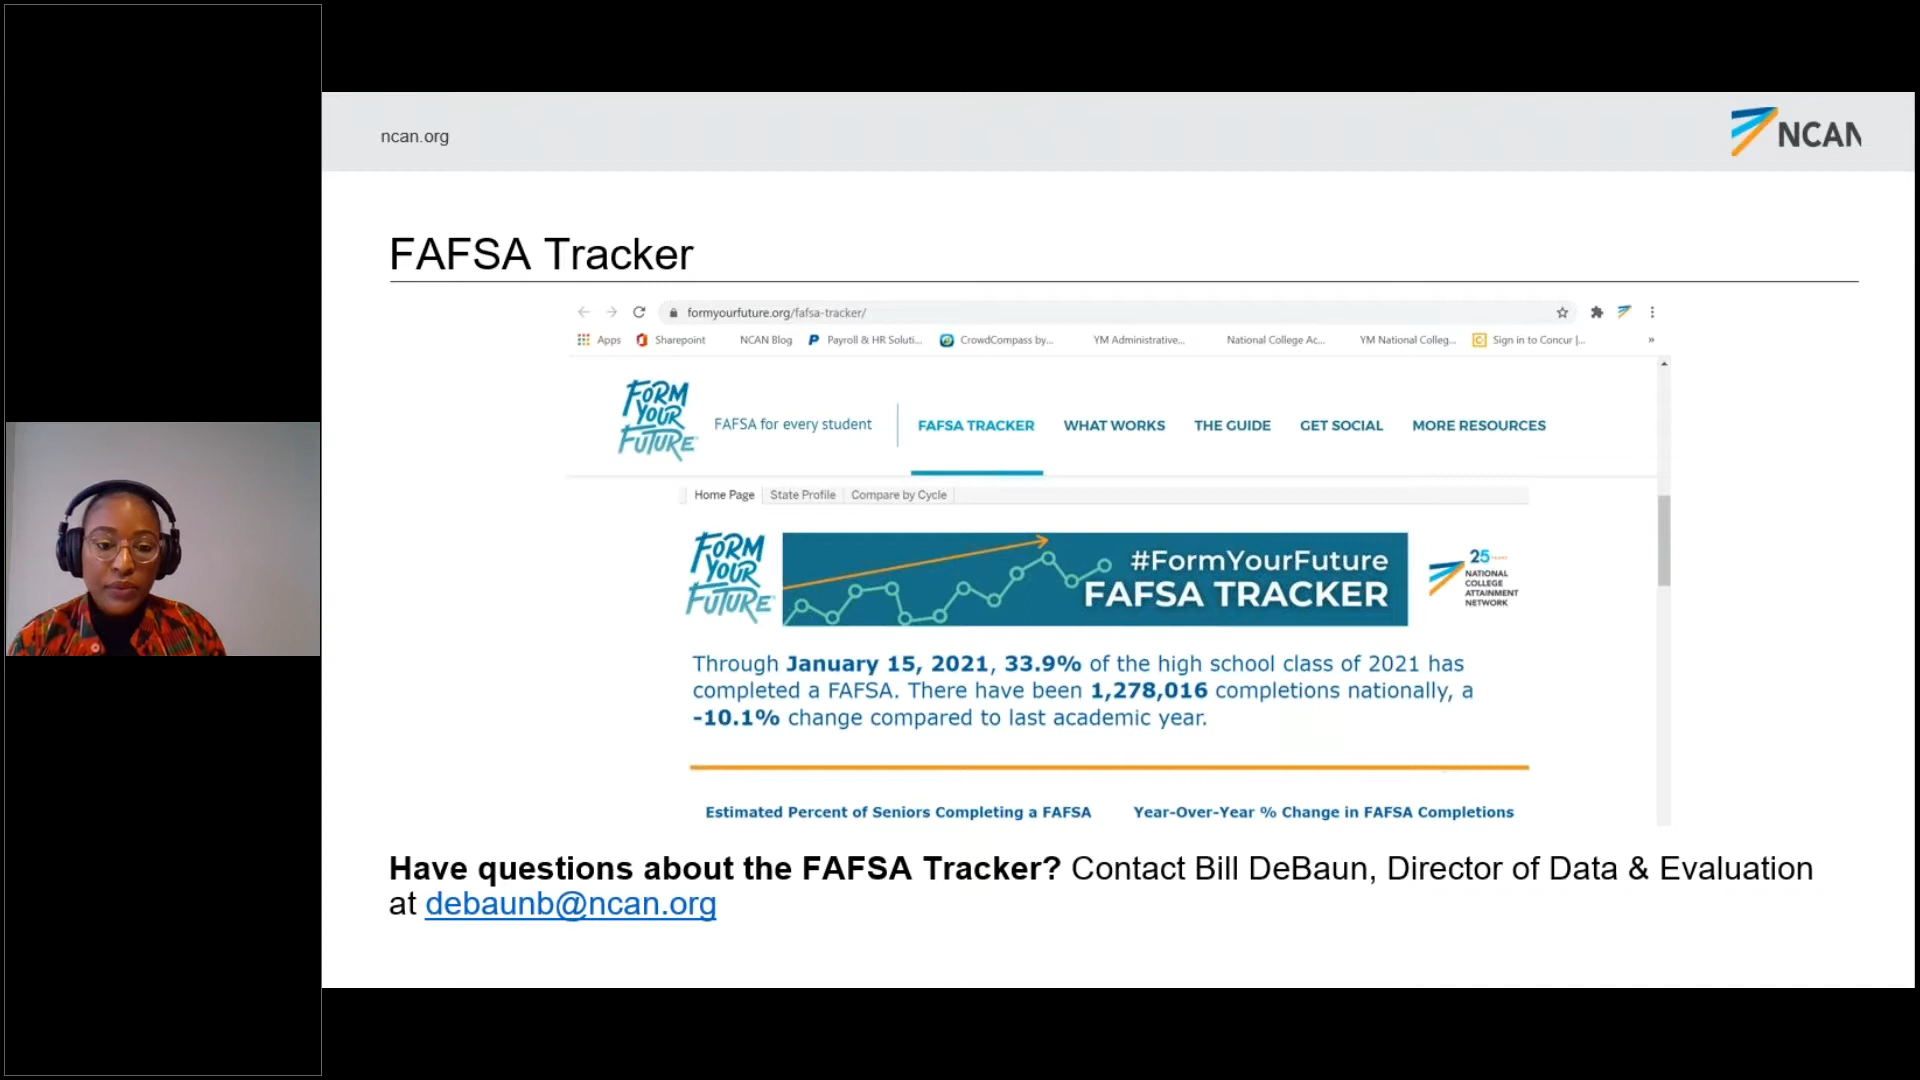 ncan.org
NCAN
FAFSA Tracker
formyourfuture.org/fafsa-tracker/
Apps Sharepoint NCAN Blog Payroll & HR Soluti... CrowdCompass by... YM Administrative... National College Ac... YM National Colleg... Sign in to Concur |... »
FORM YOUR FUTURE
FAFSA for every student
FAFSA TRACKER WHAT WORKS THE GUIDE GET SOCIAL MORE RESOURCES
Home Page State Profile Compare by Cycle
FORM YOUR FUTURE
#FormYourFuture
FAFSA TRACKER
25 YEARS
NATIONAL
COLLEGE
ATTAINMENT
NETWORK
Through January 15, 2021, 33.9% of the high school class of 2021 has
completed a FAFSA. There have been 1,278,016 completions nationally, a
-10.1% change compared to last academic year.
Estimated Percent of Seniors Completing a FAFSA Year-Over-Year % Change in FAFSA Completions
Have questions about the FAFSA Tracker? Contact Bill DeBaun, Director of Data & Evaluation
at debaunb@ncan.org